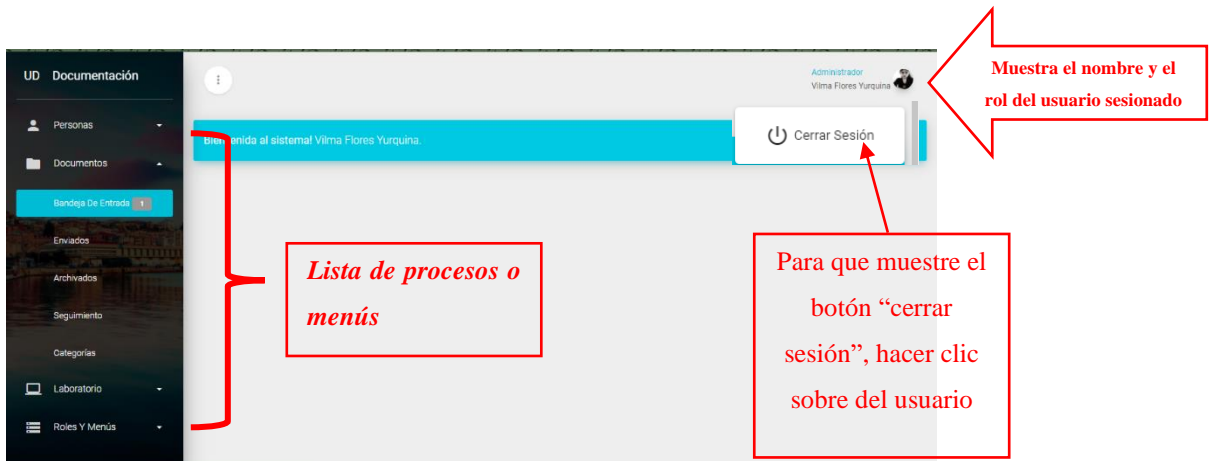 UD Documentación
Administrador
Vilma Flores Yurquina
Muestra el nombre y el
rol del usuario sesionado
Personas
Bienvenida al sistema! Vilma Flores Yurquina.
Cerrar Sesión
Documentos
Bandeja De Entrada 1
Enviados
Archivados
Seguimiento
Categorías
Laboratorio
Roles Y Menús
Lista de procesos o
menús
Para que muestre el
botón “cerrar
sesión”, hacer clic
sobre del usuario